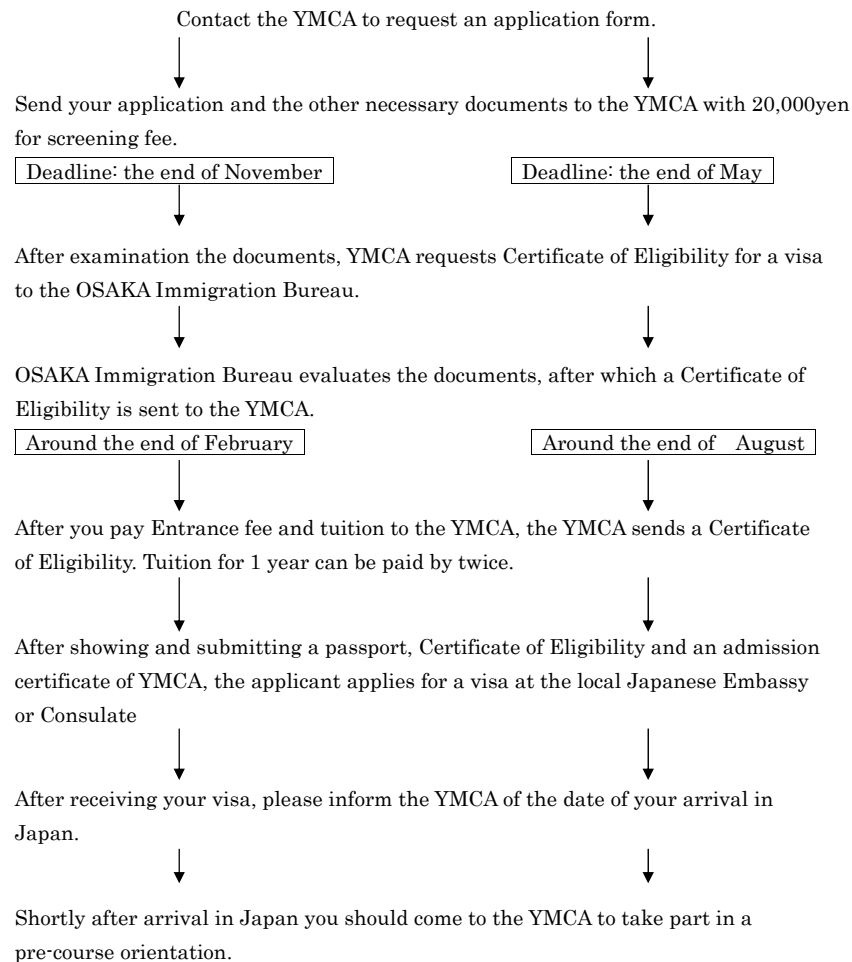 Contact the YMCA to request an application form.
Send your application and the other necessary documents to the YMCA with 20,000yen
for screening fee.
Deadline: the end of November
Deadline: the end of May
After examination the documents, YMCA requests Certificate of Eligibility for a visa
to the OSAKA Immigration Bureau.
OSAKA Immigration Bureau evaluates the documents, after which a Certificate of
Eligibility is sent to the YMCA.
Around the end of February
Around the end of August
After you pay Entrance fee and tuition to the YMCA, the YMCA sends a Certificate
of Eligibility. Tuition for 1 year can be paid by twice.
After showing and submitting a passport, Certificate of Eligibility and an admission
certificate of YMCA, the applicant applies for a visa at the local Japanese Embassy
or Consulate
After receiving your visa, please inform the YMCA of the date of your arrival in
Japan.
Shortly after arrival in Japan you should come to the YMCA to take part in a
pre-course orientation.